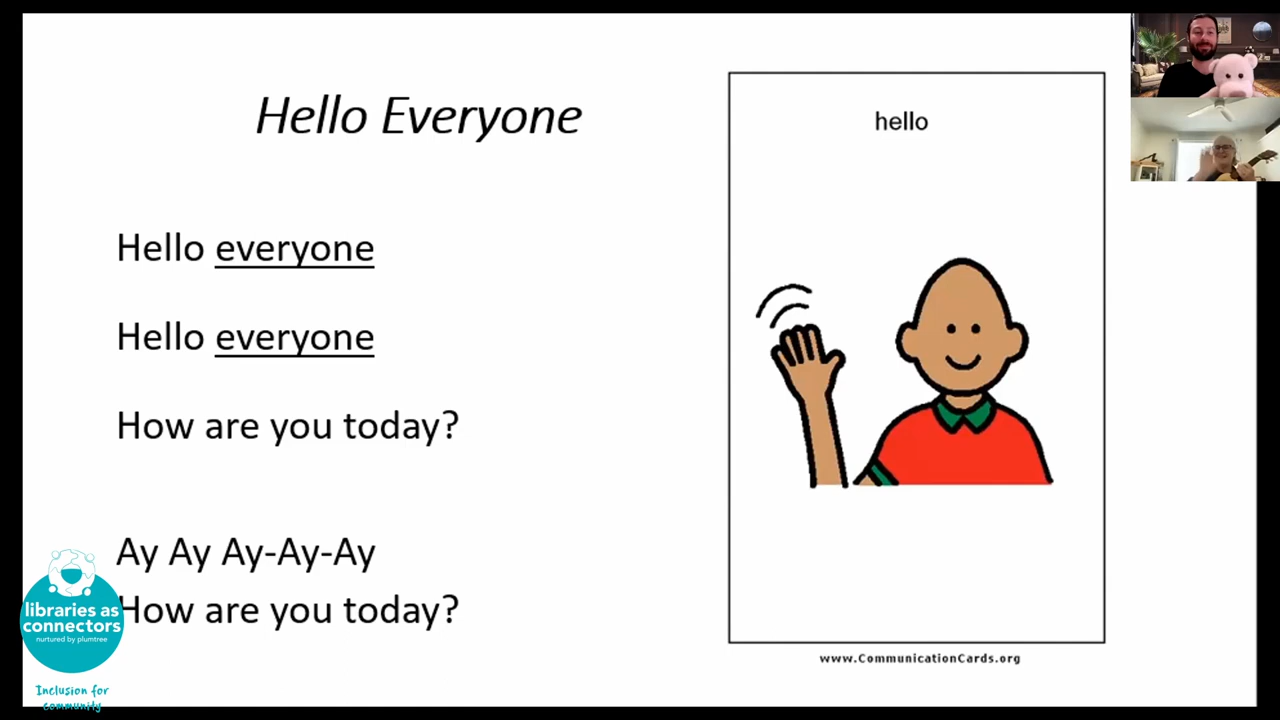 Hello Everyone
Hello everyone
Hello everyone
How are you today?
Ay Ay Ay-Ay-Ay
How are you today?
hello
www.CommunicationCards.org
libraries as
connectors
nurtured by plumtree
Inclusion for
community